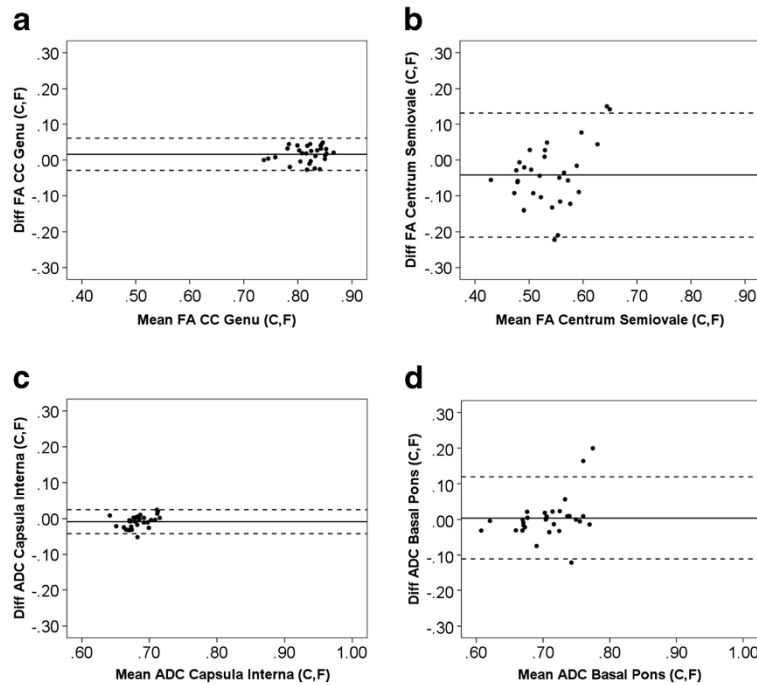 a
b
.30
.20
.10
.00
-.10
-.20
-.30
Diff FA CC Genu (C,F)
.40 .50 .60 .70 .80 .90
Mean FA CC Genu (C,F)
.30
.20
.10
.00
-.10
-.20
-.30
Diff FA Centrum Semiovale (C,F)
.40 .50 .60 .70 .80 .90
Mean FA Centrum Semiovale (C,F)
c
d
.30
.20
.10
.00
-.10
-.20
-.30
Diff ADC Capsula Interna (C,F)
.60 .70 .80 .90 1.00
Mean ADC Capsula Interna (C,F)
.30
.20
.10
.00
-.10
-.20
-.30
Diff ADC Basal Pons (C,F)
.60 .70 .80 .90 1.00
Mean ADC Basal Pons (C,F)